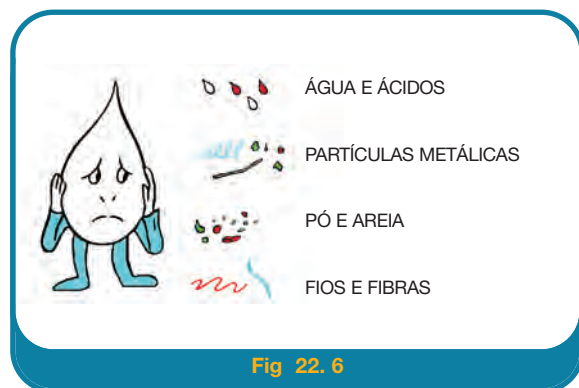 ÁGUA E ÁCIDOS
PARTÍCULAS METÁLICAS
PÓ E AREIA
FIOS E FIBRAS
Fig 22. 6